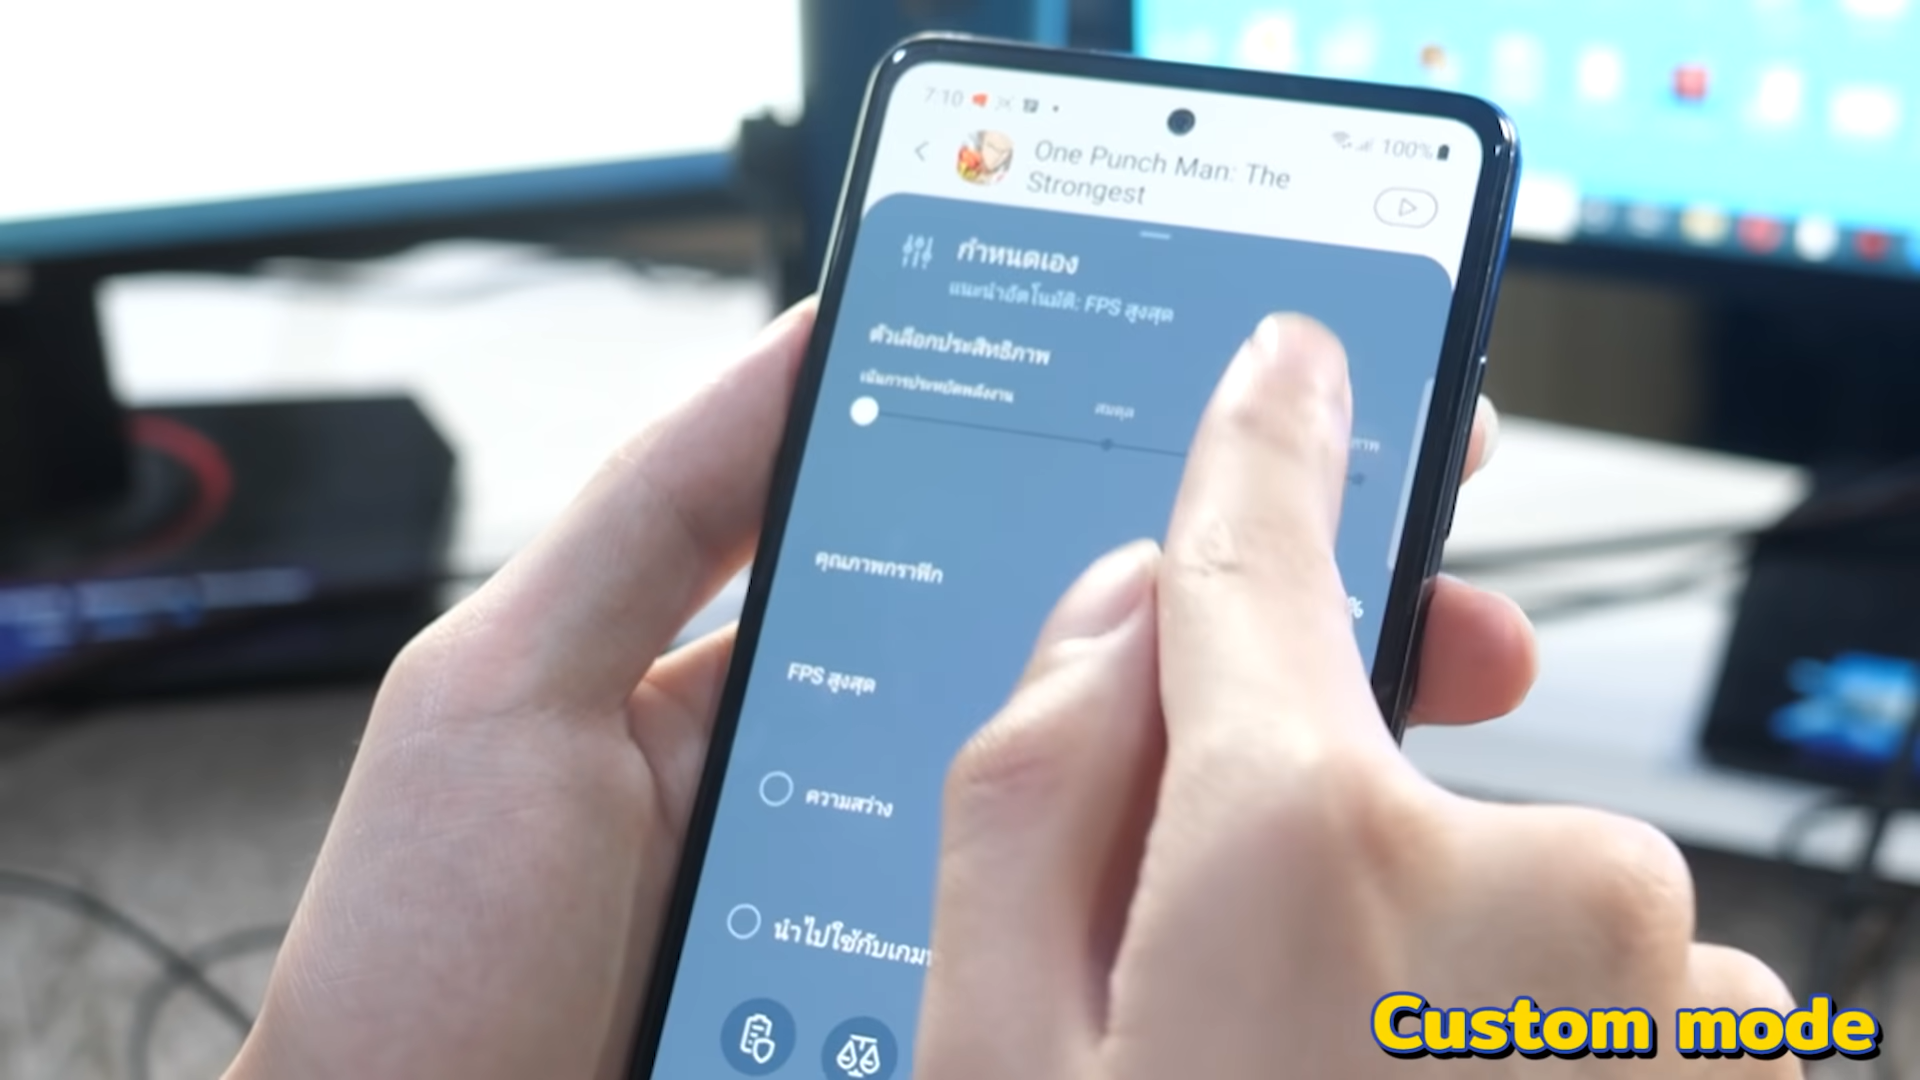 7:10
100%
One Punch Man: The
Strongest
กำหนดเอง
แนะนำอัตโนมัติ: FPS สูงสุด
ตัวเลือกประสิทธิภาพ
เน้นการประหยัดพลังงาน
สมดุล
ภาพ
คุณภาพกราฟิก
%
FPS สูงสุด
ความสว่าง
นำไปใช้กับเกม
Custom mode